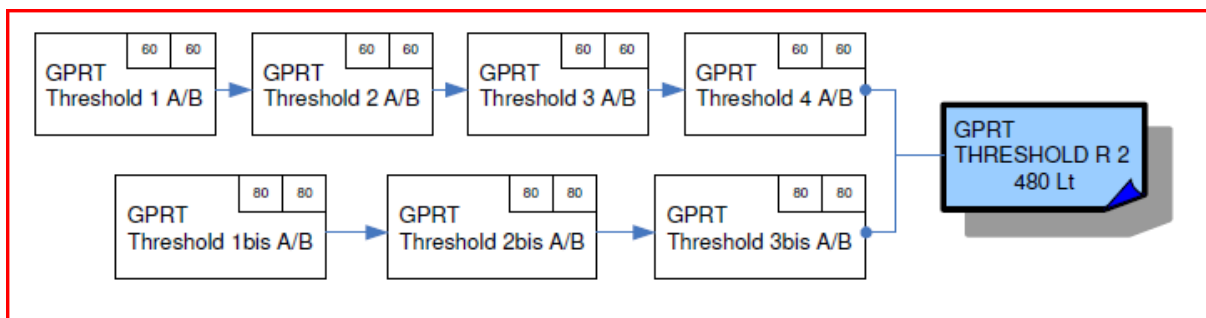 60 60
GPRT
Threshold 1 A/B
60 60
GPRT
Threshold 2 A/B
60 60
GPRT
Threshold 3 A/B
60 60
GPRT
Threshold 4 A/B
80 80
GPRT
Threshold 1bis A/B
80 80
GPRT
Threshold 2bis A/B
80 80
GPRT
Threshold 3bis A/B
GPRT
THRESHOLD R 2
480 Lt